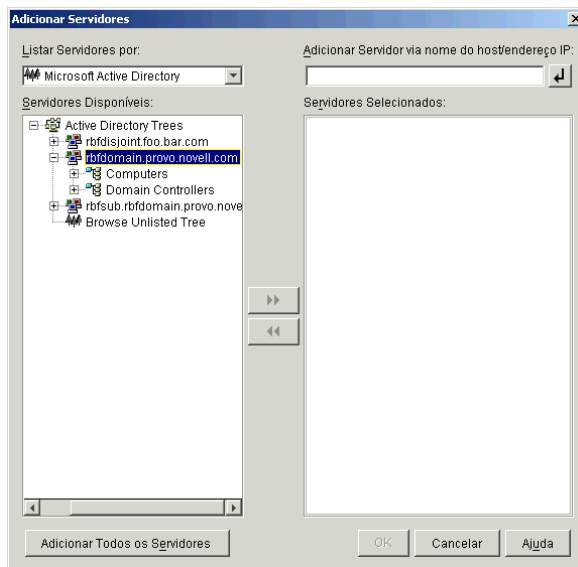 Adicionar Servidores
Listar Servidores por:
Microsoft Active Directory
Servidores Disponíveis:
Active Directory Trees
rbfdisjoint.foo.bar.com
rbfdomain.provo.novell.com
Computers
Domain Controllers
rbfsub.rbfdomain.provo.nove
Browse Unlisted Tree
Adicionar Todos os Servidores
Adicionar Servidor via nome do host/endereço IP:
Servidores Selecionados:
OK
Cancelar
Ajuda